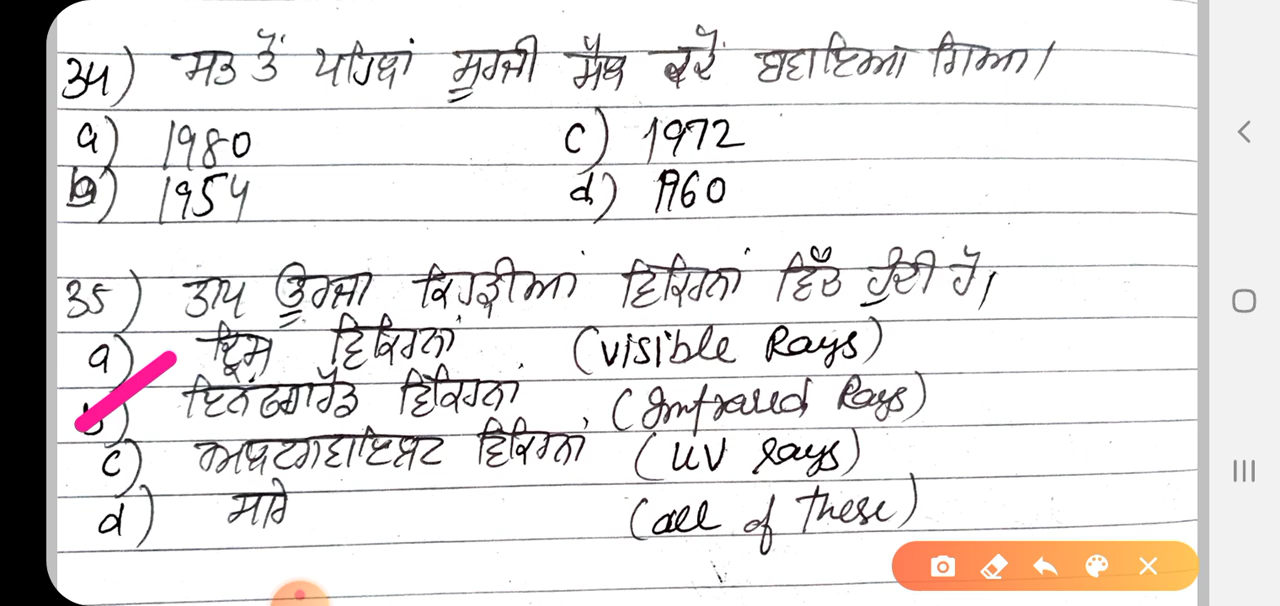 34) ਸਭ ਤੋਂ ਪਹਿਲਾਂ ਸੂਰਜੀ ਸੈੱਲ ਕਦੋਂ ਬਣਾਇਆ ਗਿਆ।
a) 1980 c) 1972
b) 1954 d) 1960
35) ਤਾਪ ਊਰਜਾ ਕਿਹੜੀਆਂ ਵਿਕਿਰਨਾਂ ਵਿੱਚ ਹੁੰਦੀ ਹੈ।
a) ਦ੍ਰਿਸ਼ ਵਿਕਿਰਨਾਂ (visible Rays)
b) ਇਨਫਰਾਰੈੱਡ ਵਿਕਿਰਨਾਂ (Infrared Rays)
c) ਅਲਟਰਾਵਾਇਲਟ ਵਿਕਿਰਨਾਂ (UV rays)
d) ਸਾਰੇ (all of these)